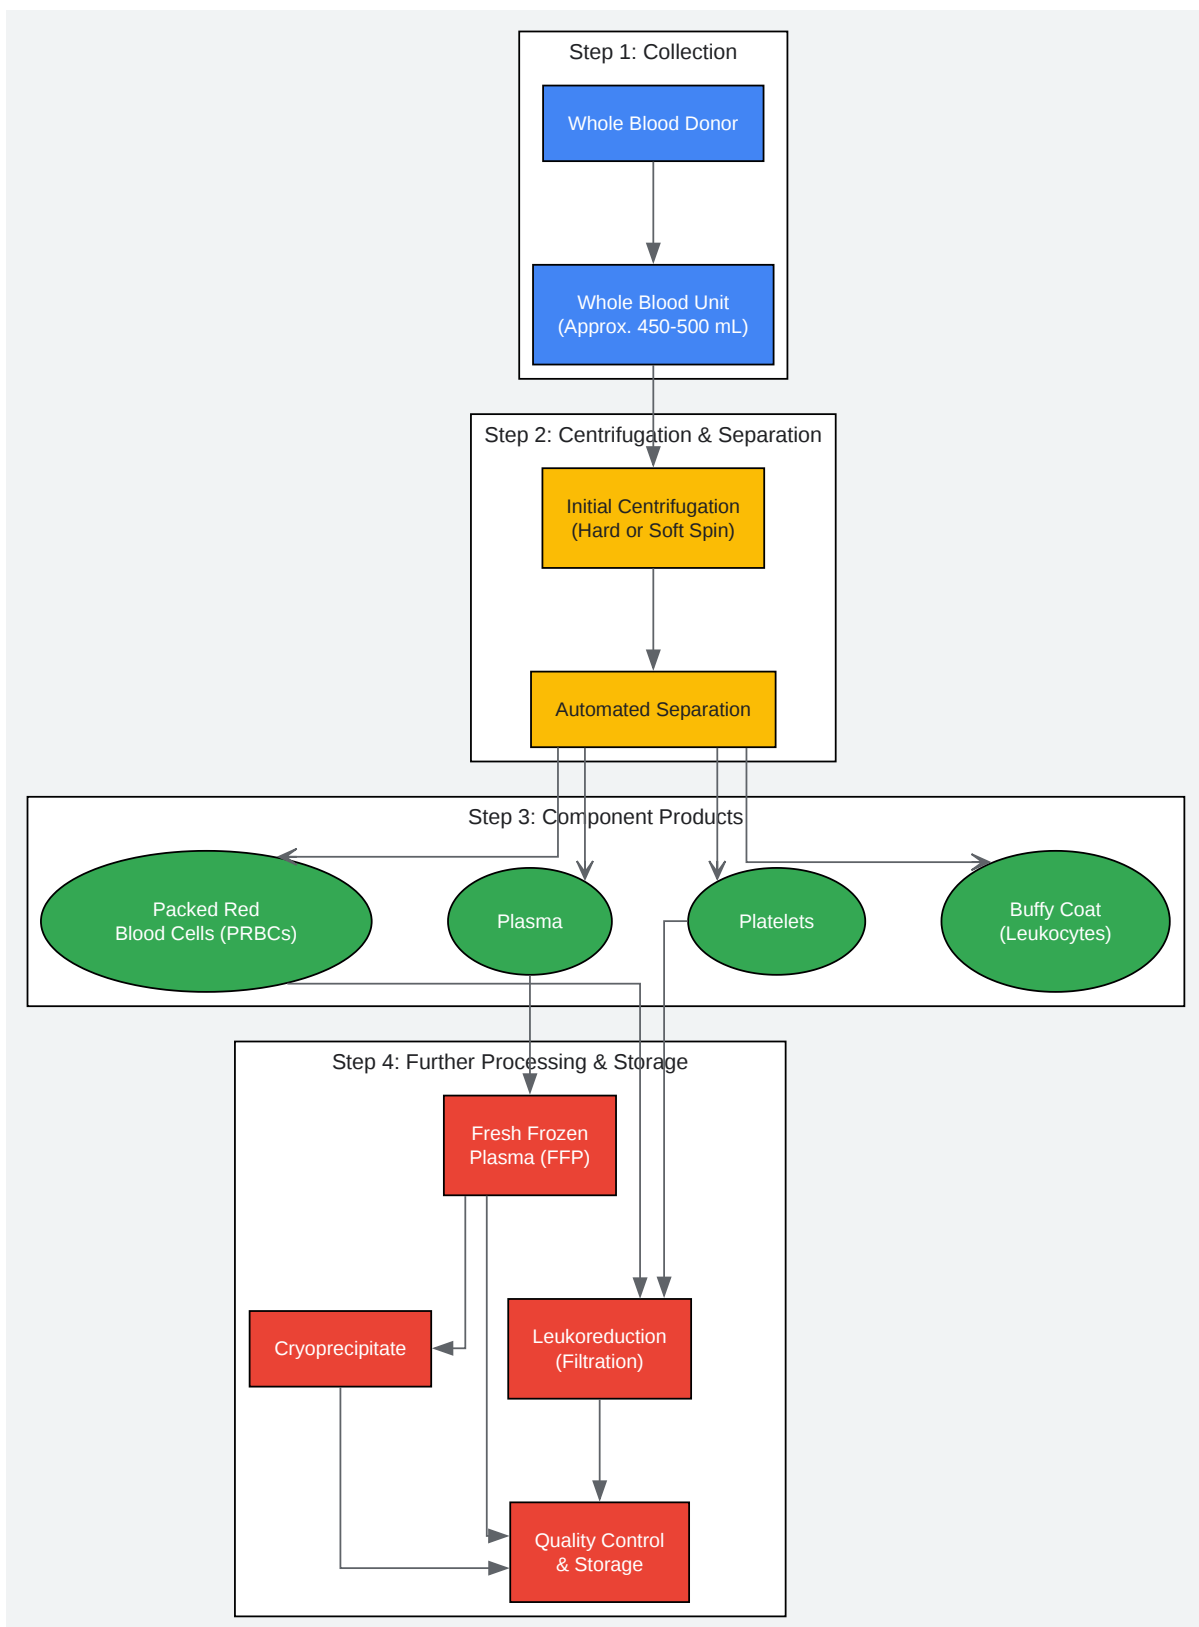 Step 1: Collection
Whole Blood Donor
Whole Blood Unit
(Approx. 450-500 mL)
Step 2: Centrifugation & Separation
Initial Centrifugation
(Hard or Soft Spin)
Automated Separation
Step 3: Component Products
Packed Red
Blood Cells (PRBCs)
Plasma
Platelets
Buffy Coat
(Leukocytes)
Step 4: Further Processing & Storage
Fresh Frozen
Plasma (FFP)
Cryoprecipitate
Leukoreduction
(Filtration)
Quality Control
& Storage